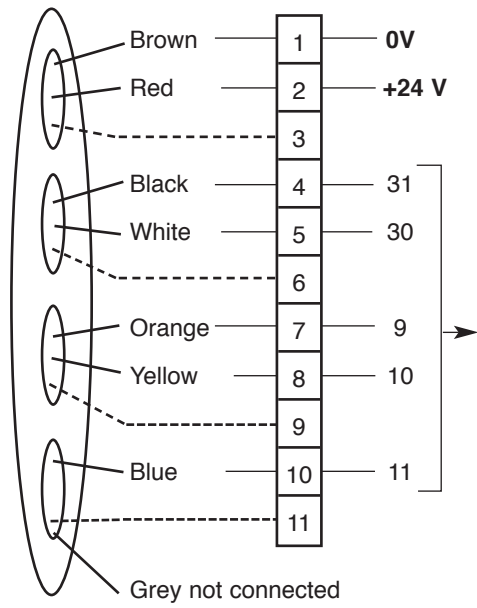 Brown 1 0V
Red 2 +24 V
3
Black 4 31
White 5 30
6
Orange 7 9
Yellow 8 10
9
Blue 10 11
11
Grey not connected